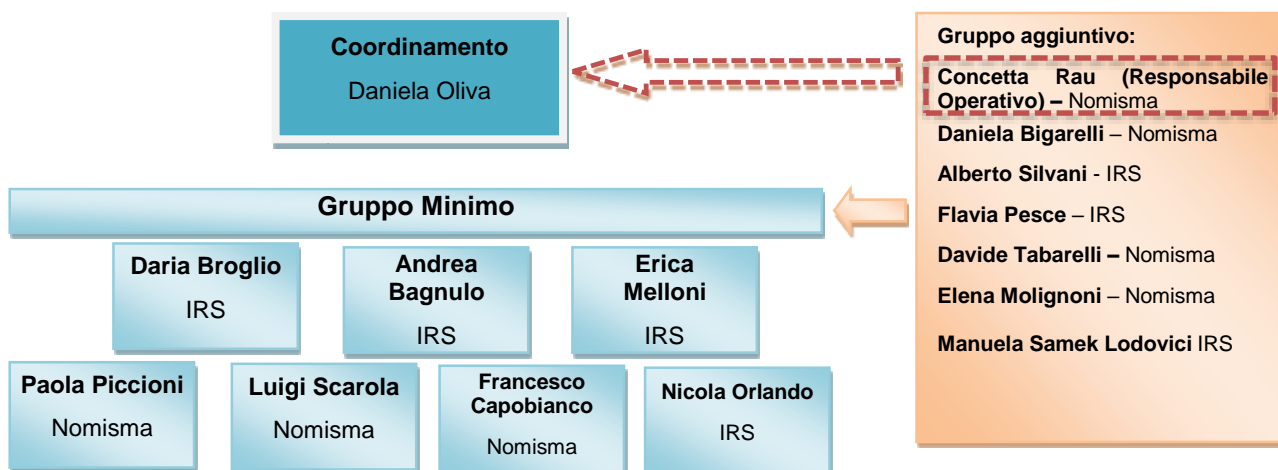 Coordinamento
Daniela Oliva
Gruppo aggiuntivo:
Concetta Rau (Responsabile
Operativo) – Nomisma
Daniela Bigarelli – Nomisma
Alberto Silvani - IRS
Flavia Pesce – IRS
Davide Tabarelli – Nomisma
Elena Molignoni – Nomisma
Manuela Samek Lodovici IRS
Gruppo Minimo
Daria Broglio
IRS
Andrea
Bagnulo
IRS
Erica
Melloni
IRS
Paola Piccioni
Nomisma
Luigi Scarola
Nomisma
Francesco
Capobianco
Nomisma
Nicola Orlando
IRS